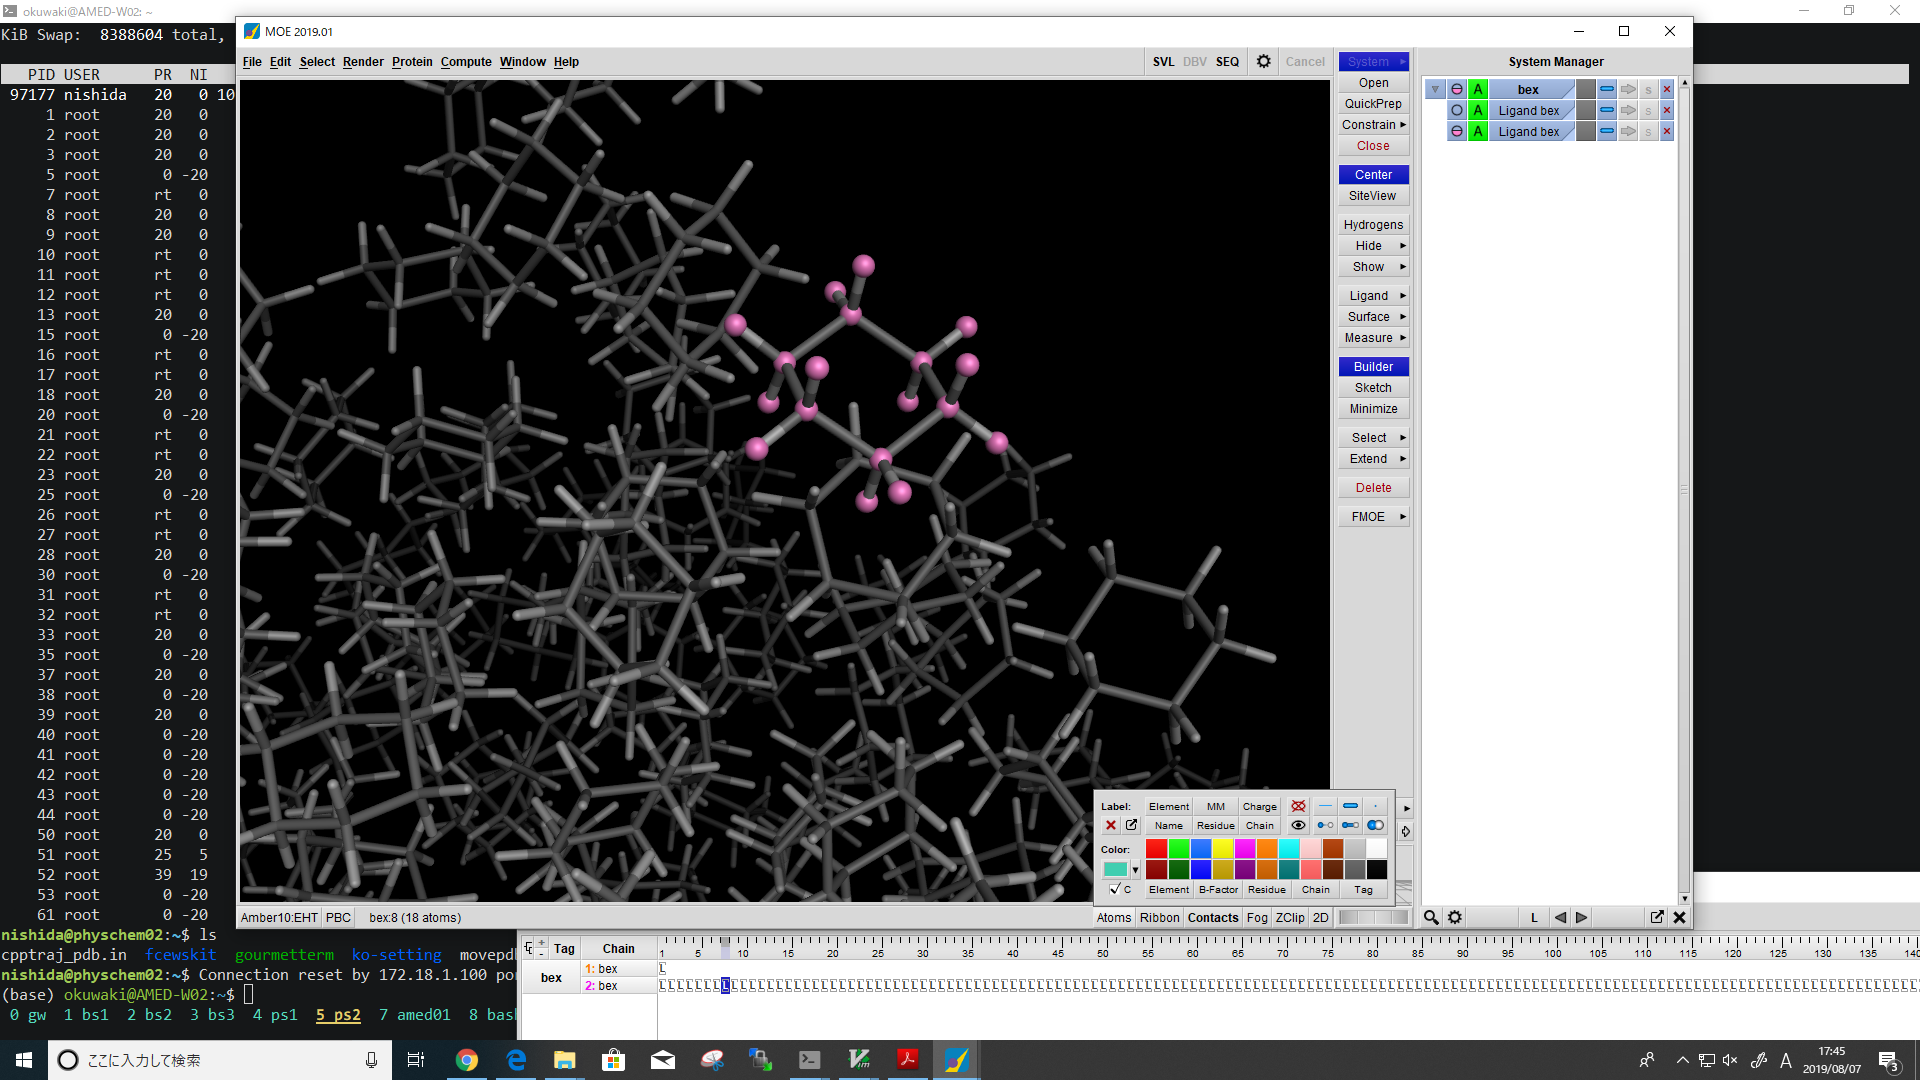 okuwaki@AMED-W02: ~
KiB Swap:  8388604 total,
PID USER PR NI
97177 nishida 20 0 10
1 root 20 0
2 root 20 0
3 root 20 0
5 root 0 -20
7 root rt 0
8 root 20 0
9 root 20 0
10 root rt 0
11 root rt 0
12 root rt 0
13 root 20 0
15 root 0 -20
16 root rt 0
17 root rt 0
18 root 20 0
20 root 0 -20
21 root rt 0
22 root rt 0
23 root 20 0
25 root 0 -20
26 root rt 0
27 root rt 0
28 root 20 0
30 root 0 -20
31 root rt 0
32 root rt 0
33 root 20 0
35 root 0 -20
37 root 20 0
38 root 0 -20
39 root 20 0
40 root 0 -20
41 root 0 -20
42 root 0 -20
43 root 0 -20
44 root 0 -20
50 root 20 0
51 root 25 5
52 root 39 19
53 root 0 -20
61 root 0 -20
nishida@physchem02:~$ ls
cpptraj_pdb.in fcewskit gourmetterm ko-setting movepdb
nishida@physchem02:~$ Connection reset by 172.18.1.100 po
(base) okuwaki@AMED-W02:~$
0 gw 1 bs1 2 bs2 3 bs3 4 ps1 5 ps2 7 amed01 8 bas
MOE 2019.01
File Edit Select Render Protein Compute Window Help
SVL DBV SEQ Cancel
System
Open
QuickPrep
Constrain
Close
Center
SiteView
Hydrogens
Hide
Show
Ligand
Surface
Measure
Builder
Sketch
Minimize
Select
Extend
Delete
FMOE
System Manager
A bex s
A Ligand bex s
A Ligand bex s
Label: Element MM Charge
Name Residue Chain
Color:
C Element B-Factor Residue Chain Tag
Amber10:EHT PBC bex:8 (18 atoms)
Atoms Ribbon Contacts Fog ZClip 2D
L
Tag Chain 1 5 10 15 20 25 30 35 40 45 50 55 60 65 70 75 80 85 90 95 100 105 110 115 120 125 130 135 140
bex
1: bex
2: bex
ここに入力して検索
A
17:45
2019/08/07
3